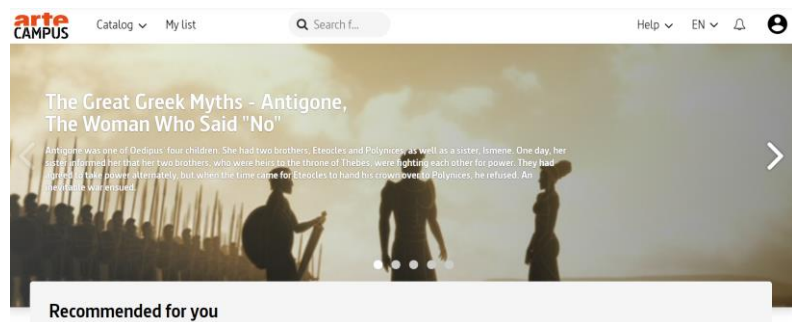 arte
CAMPUS
Catalog
My list
Search f...
Help
EN
The Great Greek Myths - Antigone,
The Woman Who Said "No"
Antigone was one of Oedipus' four children. She had two brothers, Eteocles and Polynices, as well as a sister, Ismene. One day, her
sister informed her that her two brothers, who were heirs to the throne of Thebes, were fighting each other for power. They had
agreed to take power alternately, but when the time came for Eteocles to hand his crown over to Polynices, he refused. An
inevitable war ensued.
Recommended for you